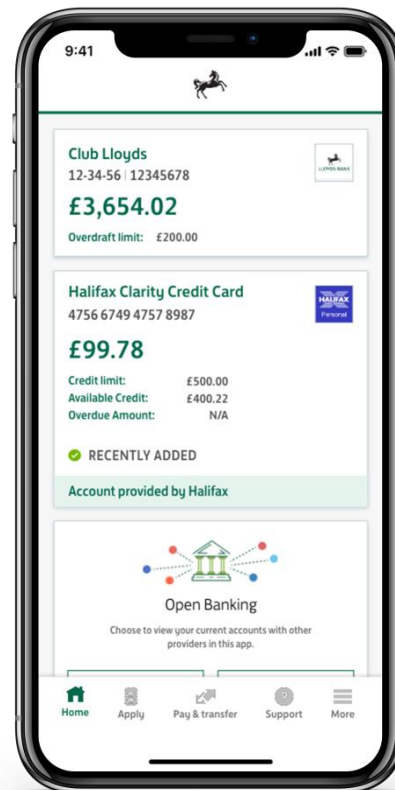 9:41
Club Lloyds
12-34-56 | 12345678
LLOYDS BANK
£3,654.02
Overdraft limit: £200.00
Halifax Clarity Credit Card
HALIFAX
Personal
4756 6749 4757 8987
£99.78
Credit limit: £500.00
Available Credit: £400.22
Overdue Amount: N/A
RECENTLY ADDED
Account provided by Halifax
Open Banking
Choose to view your current accounts with other
providers in this app.
Home Apply Pay & transfer Support More